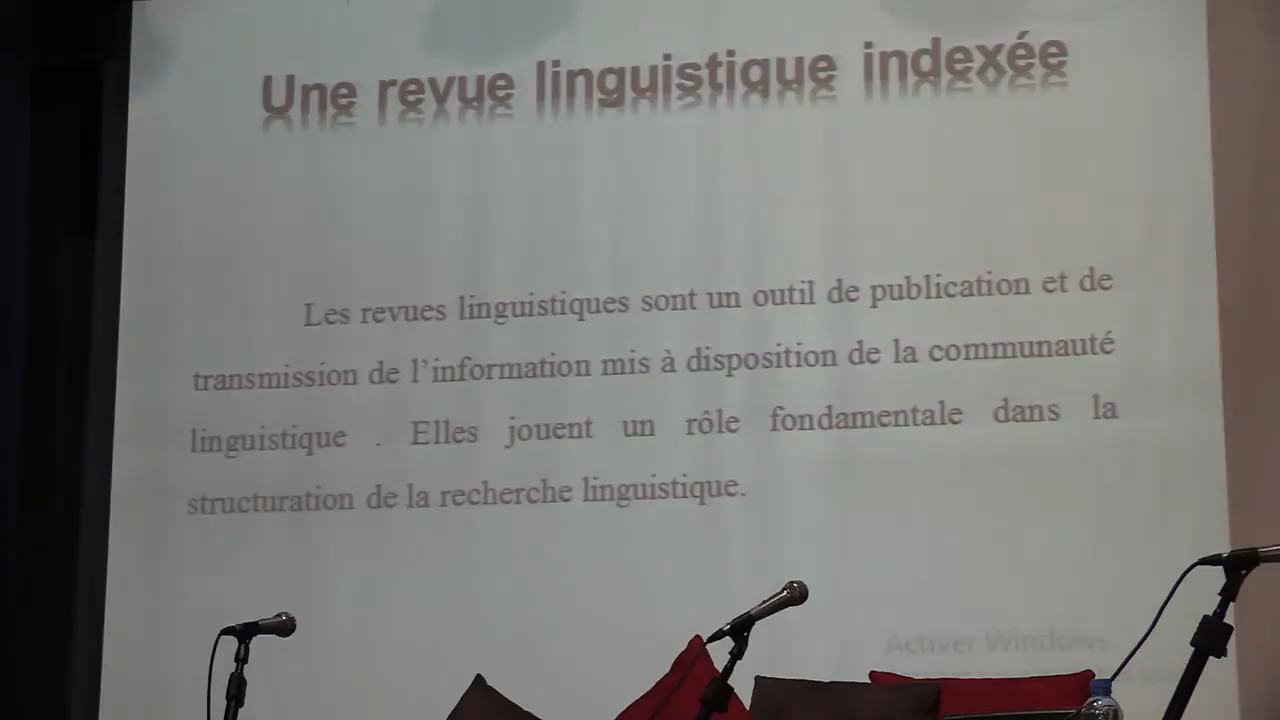 Une revue linguistique indexée
Les revues linguistiques sont un outil de publication et de
transmission de l’information mis à disposition de la communauté
linguistique . Elles jouent un rôle fondamentale dans la
structuration de la recherche linguistique.
Activer Windows